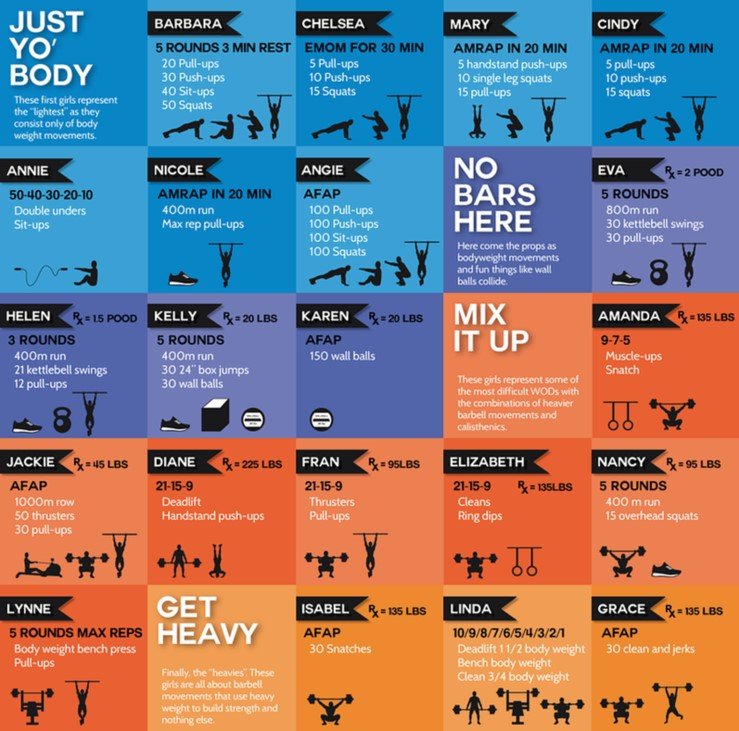 JUST
YO'
BODY
These first girls represent
the "lightest" as they
consist only of body
weight movements.
BARBARA
5 ROUNDS 3 MIN REST
20 Pull-ups
30 Push-ups
40 Sit-ups
50 Squats
CHELSEA
EMOM FOR 30 MIN
5 Pull-ups
10 Push-ups
15 Squats
MARY
AMRAP IN 20 MIN
5 handstand push-ups
10 single leg squats
15 pull-ups
CINDY
AMRAP IN 20 MIN
5 pull-ups
10 push-ups
15 squats
ANNIE
50-40-30-20-10
Double unders
Sit-ups
NICOLE
AMRAP IN 20 MIN
400m run
Max rep pull-ups
ANGIE
AFAP
100 Pull-ups
100 Push-ups
100 Sit-ups
100 Squats
NO
BARS
HERE
Here come the props as
bodyweight movements
and fun things like wall
balls collide.
EVA Rx = 2 POOD
5 ROUNDS
800m run
30 kettlebell swings
30 pull-ups
HELEN Rx = 1.5 POOD
3 ROUNDS
400m run
21 kettlebell swings
12 pull-ups
KELLY Rx = 20 LBS
5 ROUNDS
400m run
30 24" box jumps
30 wall balls
KAREN Rx = 20 LBS
AFAP
150 wall balls
MIX
IT UP
These girls represent some of
the most difficult WODs with
the combinations of heavier
barbell movements and
calisthenics.
AMANDA Rx = 135 LBS
9-7-5
Muscle-ups
Snatch
JACKIE Rx = 45 LBS
AFAP
1000m row
50 thrusters
30 pull-ups
DIANE Rx = 225 LBS
21-15-9
Deadlift
Handstand push-ups
FRAN Rx = 95LBS
21-15-9
Thrusters
Pull-ups
ELIZABETH
21-15-9 Rx = 135LBS
Cleans
Ring dips
NANCY Rx = 95 LBS
5 ROUNDS
400 m run
15 overhead squats
LYNNE
5 ROUNDS MAX REPS
Body weight bench press
Pull-ups
GET
HEAVY
Finally, the "heavies". These
girls are all about barbell
movements that use heavy
weight to build strength and
nothing else.
ISABEL Rx = 135 LBS
AFAP
30 Snatches
LINDA
10/9/8/7/6/5/4/3/2/1
Deadlift 1 1/2 body weight
Bench body weight
Clean 3/4 body weight
GRACE Rx = 135 LBS
AFAP
30 clean and jerks